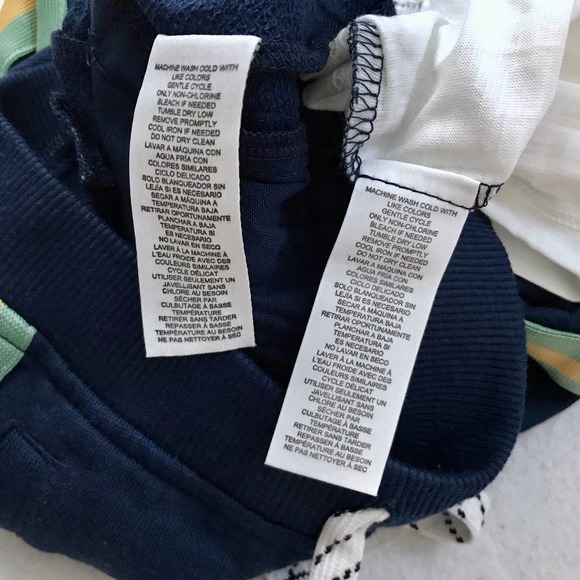 MACHINE WASH COLD WITH
LIKE COLORS
GENTLE CYCLE
ONLY NON-CHLORINE
BLEACH IF NEEDED
TUMBLE DRY LOW
REMOVE PROMPTLY
COOL IRON IF NEEDED
DO NOT DRY CLEAN
LAVAR A MÁQUINA CON
AGUA FRÍA CON
COLORES SIMILARES
CICLO DELICADO
SOLO BLANQUEADOR SIN
LEJÍA SI ES NECESARIO
SECAR A MÁQUINA A
TEMPERATURA BAJA
RETIRAR OPORTUNAMENTE
PLANCHAR A
TEMPERATURA BAJA SI
ES NECESARIO
NO LAVAR EN SECO
LAVER À LA MACHINE À
L'EAU FROIDE AVEC DES
COULEURS SIMILAIRES
CYCLE DÉLICAT
UTILISER SEULEMENT UN
JAVELLISANT SANS
CHLORE AU BESOIN
SÉCHER PAR
CULBUTAGE À BASSE
TEMPÉRATURE
RETIRER SANS TARDER
REPASSER À BASSE
TEMPÉRATURE AU BESOIN
NE PAS NETTOYER À SEC
MACHINE WASH COLD WITH
LIKE COLORS
GENTLE CYCLE
ONLY NON-CHLORINE
BLEACH IF NEEDED
TUMBLE DRY LOW
REMOVE PROMPTLY
COOL IRON IF NEEDED
DO NOT DRY CLEAN
LAVAR A MÁQUINA CON
AGUA FRÍA CON
COLORES SIMILARES
CICLO DELICADO
SOLO BLANQUEADOR SIN
LEJÍA SI ES NECESARIO
SECAR A MÁQUINA A
TEMPERATURA BAJA
RETIRAR OPORTUNAMENTE
PLANCHAR A
TEMPERATURA BAJA SI
ES NECESARIO
NO LAVAR EN SECO
LAVER À LA MACHINE À
L'EAU FROIDE AVEC DES
COULEURS SIMILAIRES
CYCLE DÉLICAT
UTILISER SEULEMENT UN
JAVELLISANT SANS
CHLORE AU BESOIN
SÉCHER PAR
CULBUTAGE À BASSE
TEMPÉRATURE
RETIRER SANS TARDER
REPASSER À BASSE
TEMPÉRATURE AU BESOIN
NE PAS NETTOYER À SEC